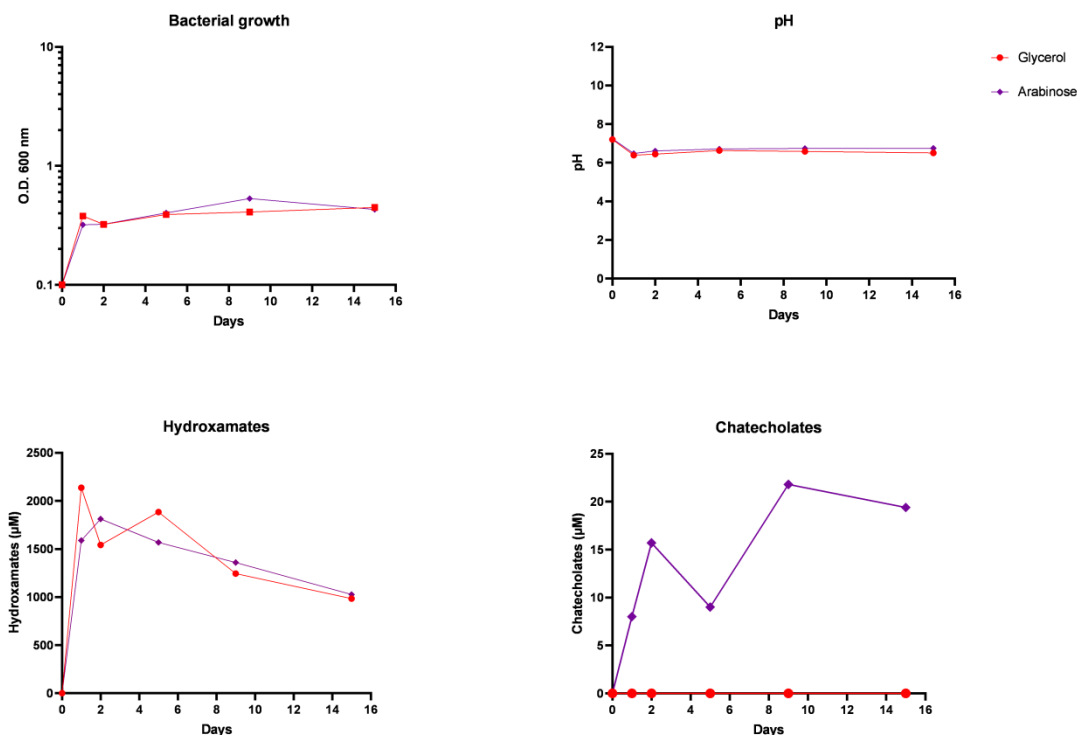 Bacterial growth
10
1
0.1
O.D. 600 nm
0 2 4 6 8 10 12 14 16
Days
pH
12
10
8
6
4
2
0
pH
0 2 4 6 8 10 12 14 16
Days
Glycerol
Arabinose
Hydroxamates
2500
2000
1500
1000
500
0
Hydroxamates (µM)
0 2 4 6 8 10 12 14 16
Days
Chatecholates
25
20
15
10
5
0
Chatecholates (µM)
0 2 4 6 8 10 12 14 16
Days